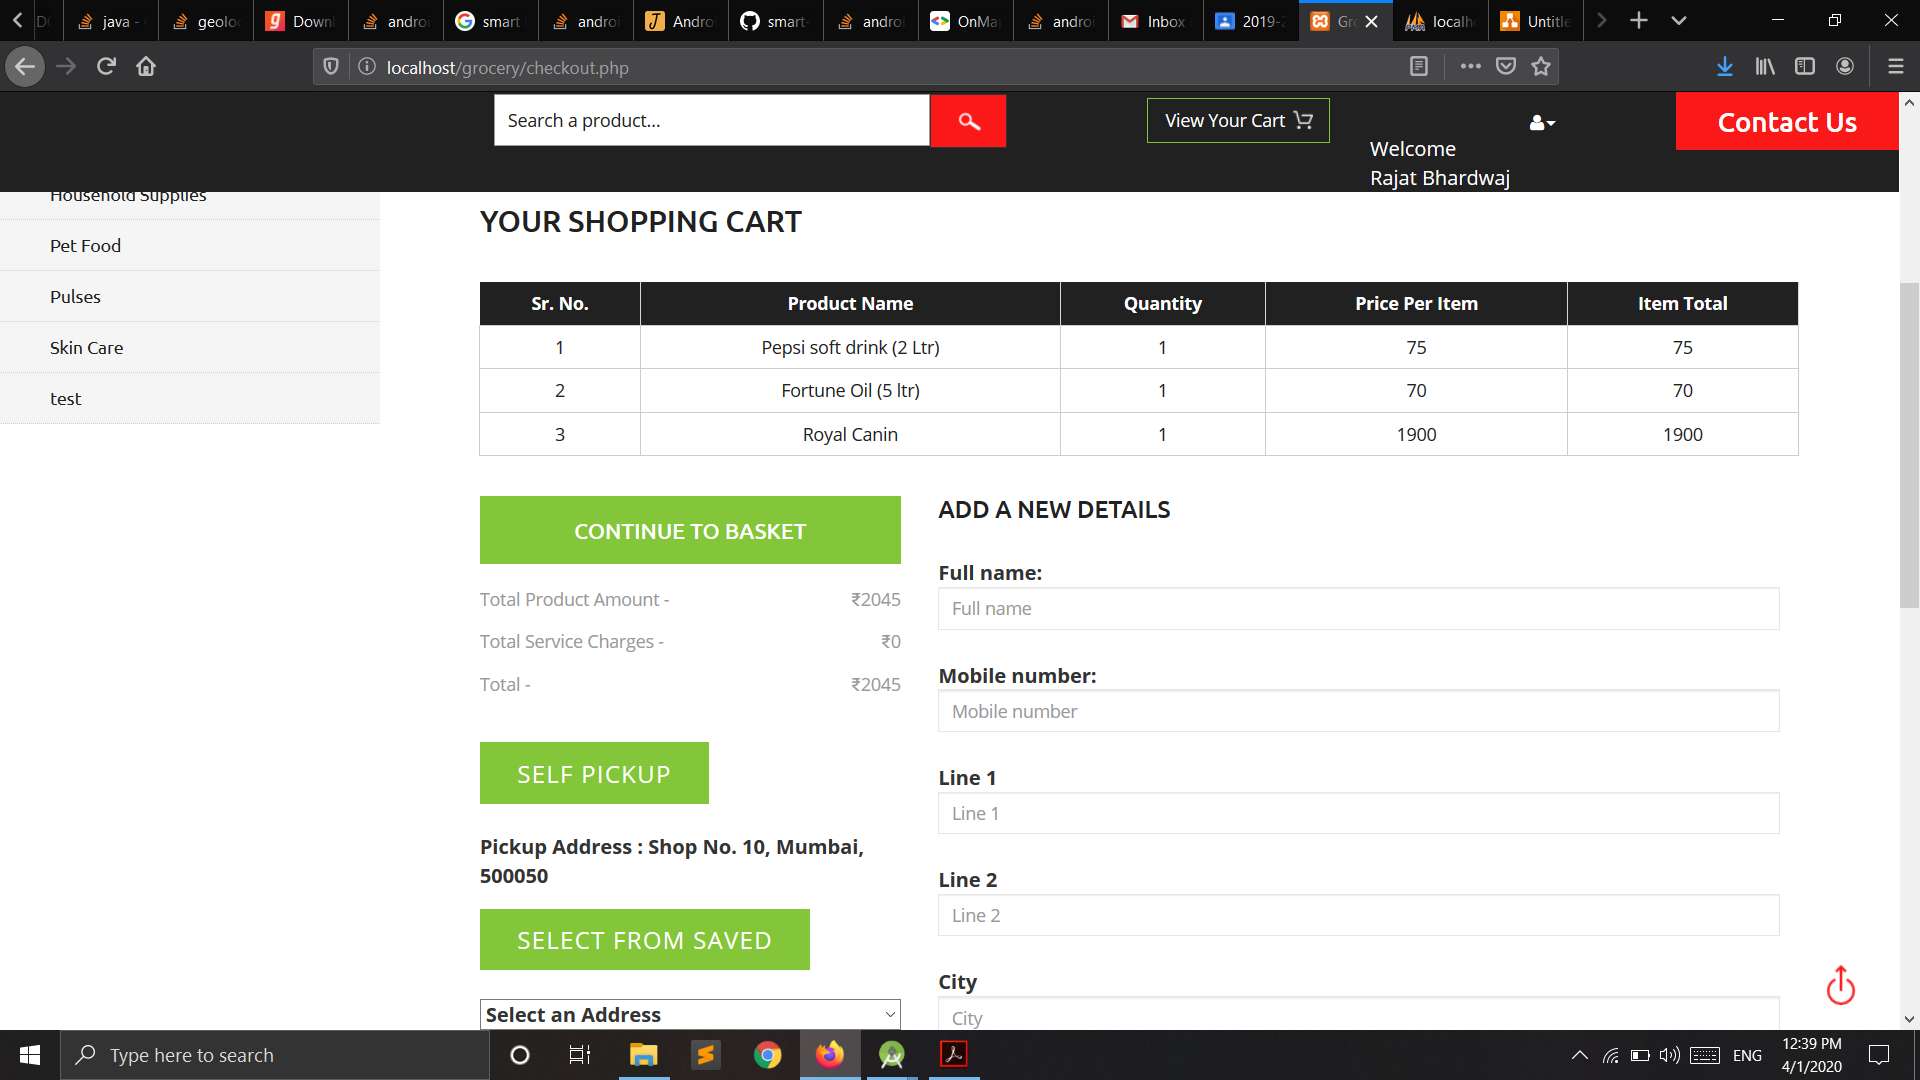 java -
geoloc
Downl
androi
smart
androi
Andro
smart-
androi
OnMa
androi
Inbox
2019-2
Gro
localh
Untitle
localhost/grocery/checkout.php
Search a product...
View Your Cart
Contact Us
Welcome
Rajat Bhardwaj
Household Supplies
Pet Food
Pulses
Skin Care
test
YOUR SHOPPING CART
Sr. No. Product Name Quantity Price Per Item Item Total
1 Pepsi soft drink (2 Ltr) 1 75 75
2 Fortune Oil (5 ltr) 1 70 70
3 Royal Canin 1 1900 1900
CONTINUE TO BASKET
Total Product Amount - ₹2045
Total Service Charges - ₹0
Total - ₹2045
SELF PICKUP
Pickup Address : Shop No. 10, Mumbai,
500050
SELECT FROM SAVED
Select an Address
ADD A NEW DETAILS
Full name:
Full name
Mobile number:
Mobile number
Line 1
Line 1
Line 2
Line 2
City
City
Type here to search
ENG
12:39 PM
4/1/2020